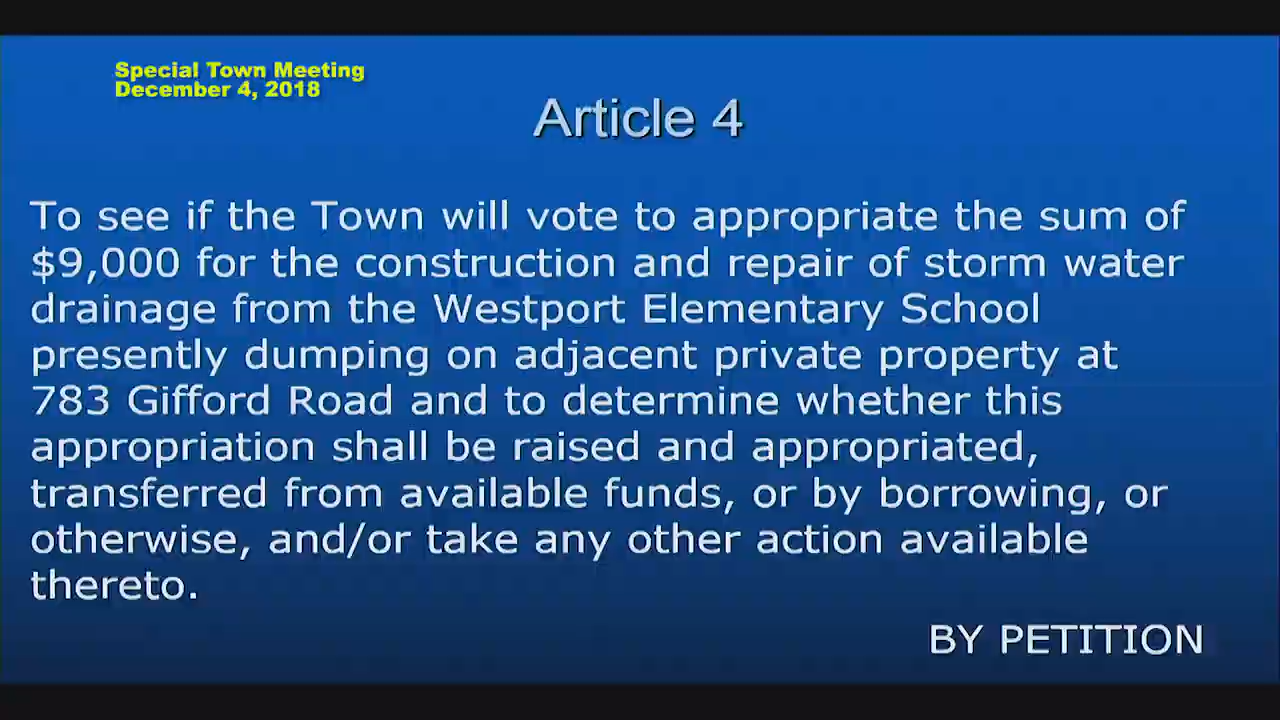 Special Town Meeting
December 4, 2018
Article 4
To see if the Town will vote to appropriate the sum of
$9,000 for the construction and repair of storm water
drainage from the Westport Elementary School
presently dumping on adjacent private property at
783 Gifford Road and to determine whether this
appropriation shall be raised and appropriated,
transferred from available funds, or by borrowing, or
otherwise, and/or take any other action available
thereto.
BY PETITION